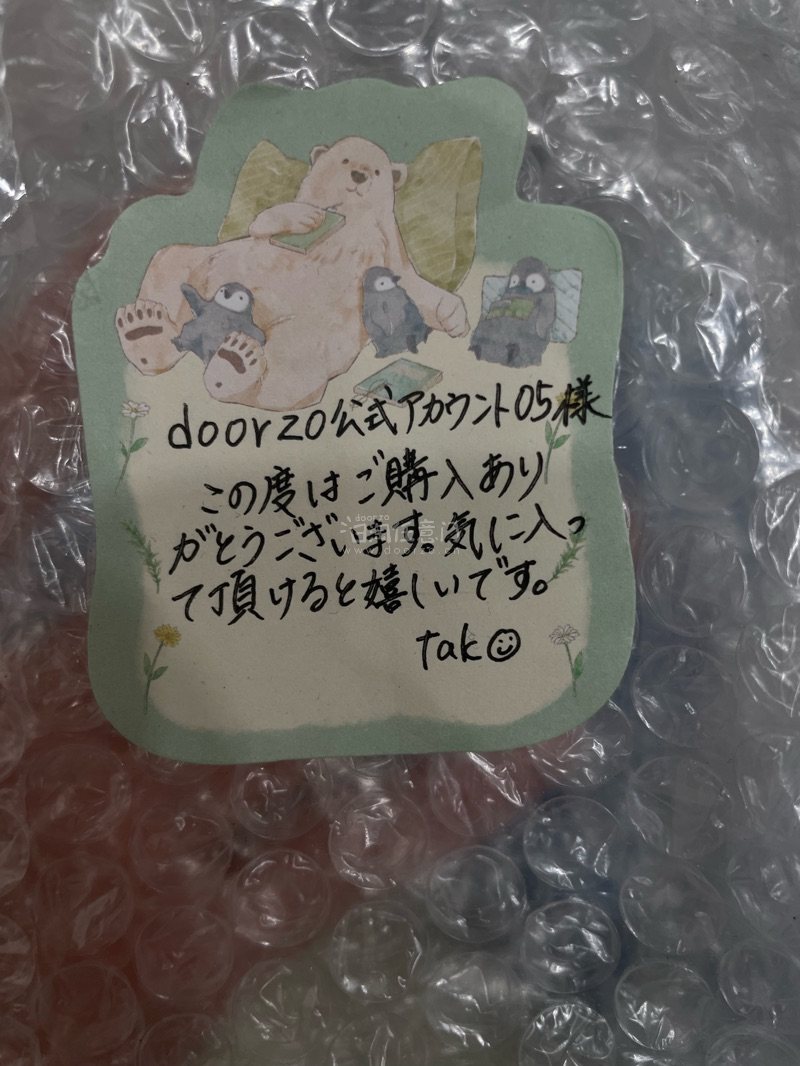 doorzo公式アカウント05様
この度はご購入あり
がとうございます。気に入っ
て頂けると嬉しいです。
tak☺
doorzo